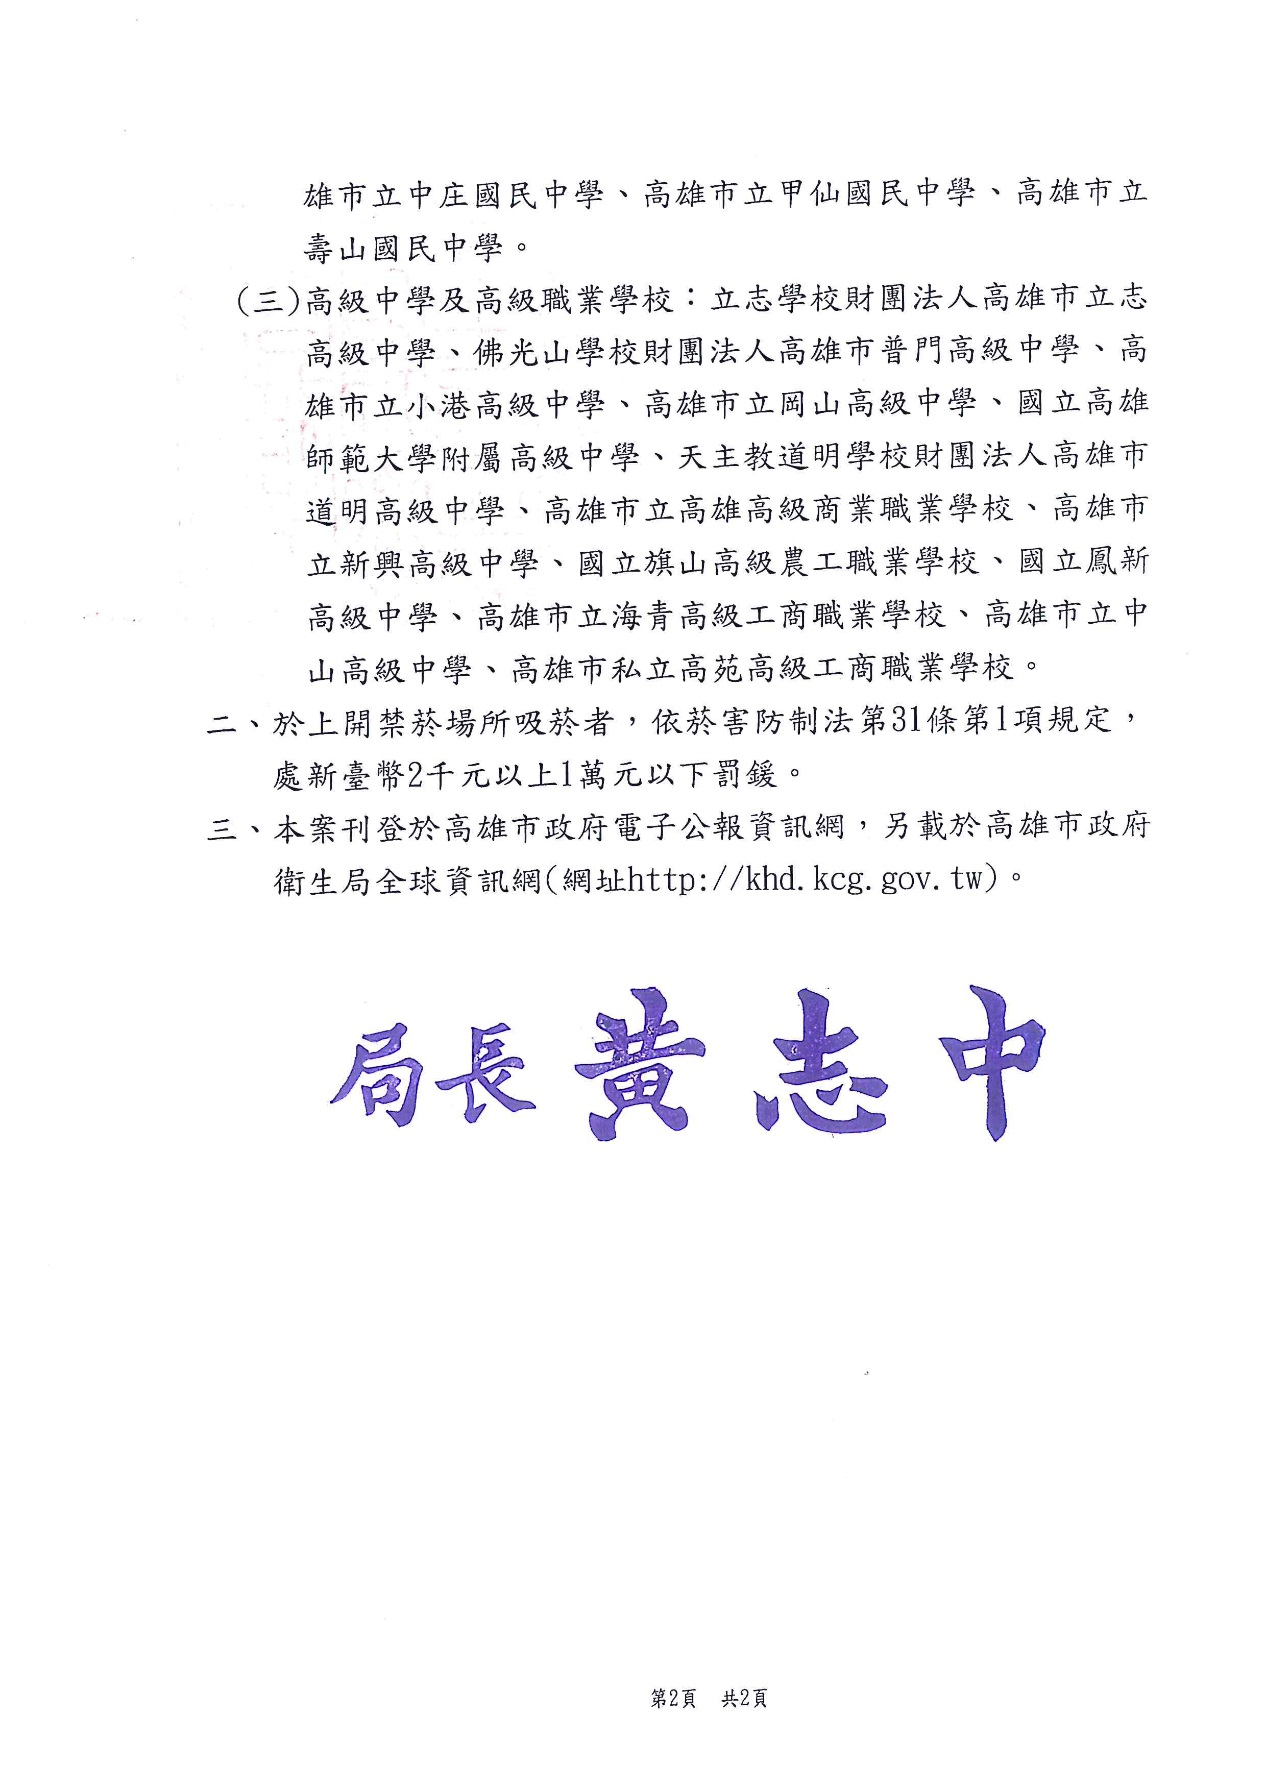 雄市立中庄國民中學、高雄市立甲仙國民中學、高雄市立
壽山國民中學。
(三)高級中學及高級職業學校：立志學校財團法人高雄市立志
高級中學、佛光山學校財團法人高雄市普門高級中學、高
雄市立小港高級中學、高雄市立岡山高級中學、國立高雄
師範大學附屬高級中學、天主教道明學校財團法人高雄市
道明高級中學、高雄市立高雄高級商業職業學校、高雄市
立新興高級中學、國立旗山高級農工職業學校、國立鳳新
高級中學、高雄市立海青高級工商職業學校、高雄市立中
山高級中學、高雄市私立高苑高級工商職業學校。
二、於上開禁菸場所吸菸者，依菸害防制法第31條第1項規定，
處新臺幣2千元以上1萬元以下罰鍰。
三、本案刊登於高雄市政府電子公報資訊網，另載於高雄市政府
衛生局全球資訊網(網址http://khd.kcg.gov.tw)。
局長 黃志中
第2頁 共2頁